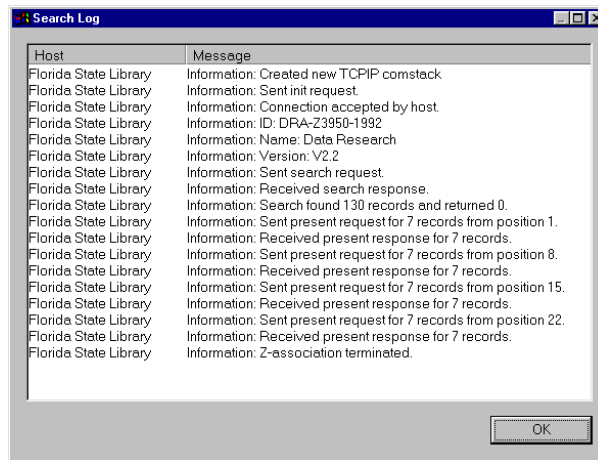 Search Log
Host Message
Florida State Library Information: Created new TCPIP comstack
Florida State Library Information: Sent init request.
Florida State Library Information: Connection accepted by host.
Florida State Library Information: ID: DRA-Z3950-1992
Florida State Library Information: Name: Data Research
Florida State Library Information: Version: V2.2
Florida State Library Information: Sent search request.
Florida State Library Information: Received search response.
Florida State Library Information: Search found 130 records and returned 0.
Florida State Library Information: Sent present request for 7 records from position 1.
Florida State Library Information: Received present response for 7 records.
Florida State Library Information: Sent present request for 7 records from position 8.
Florida State Library Information: Received present response for 7 records.
Florida State Library Information: Sent present request for 7 records from position 15.
Florida State Library Information: Received present response for 7 records.
Florida State Library Information: Sent present request for 7 records from position 22.
Florida State Library Information: Received present response for 7 records.
Florida State Library Information: Z-association terminated.
OK